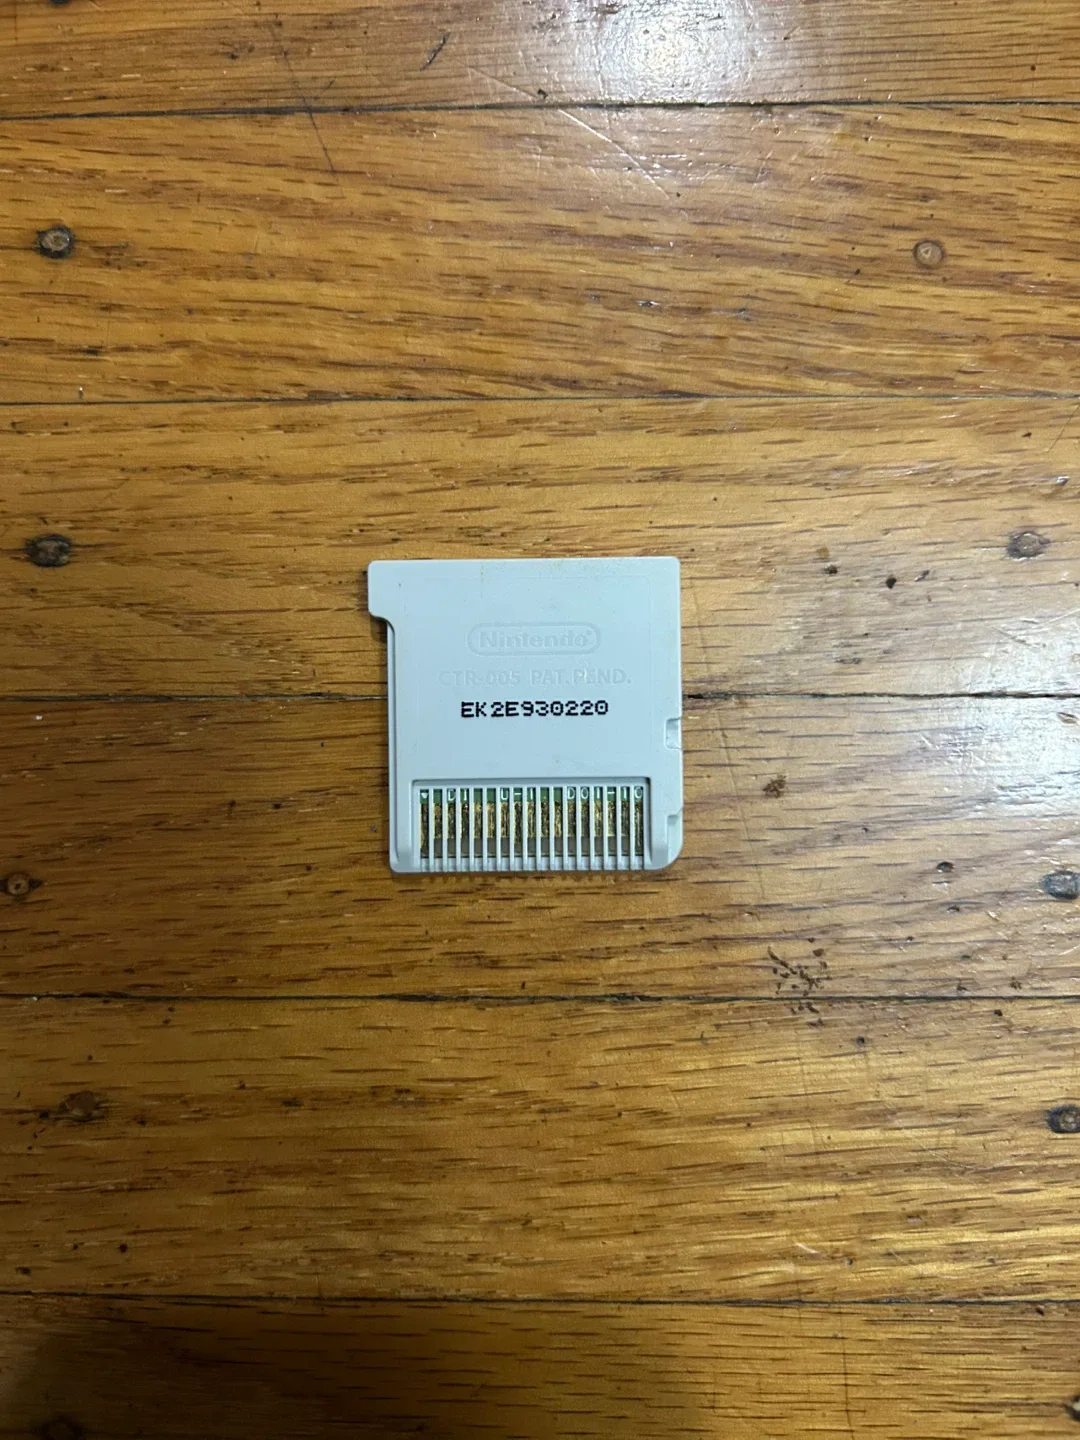 Nintendo®
CTR-005 PAT. PEND.
EK2E930220